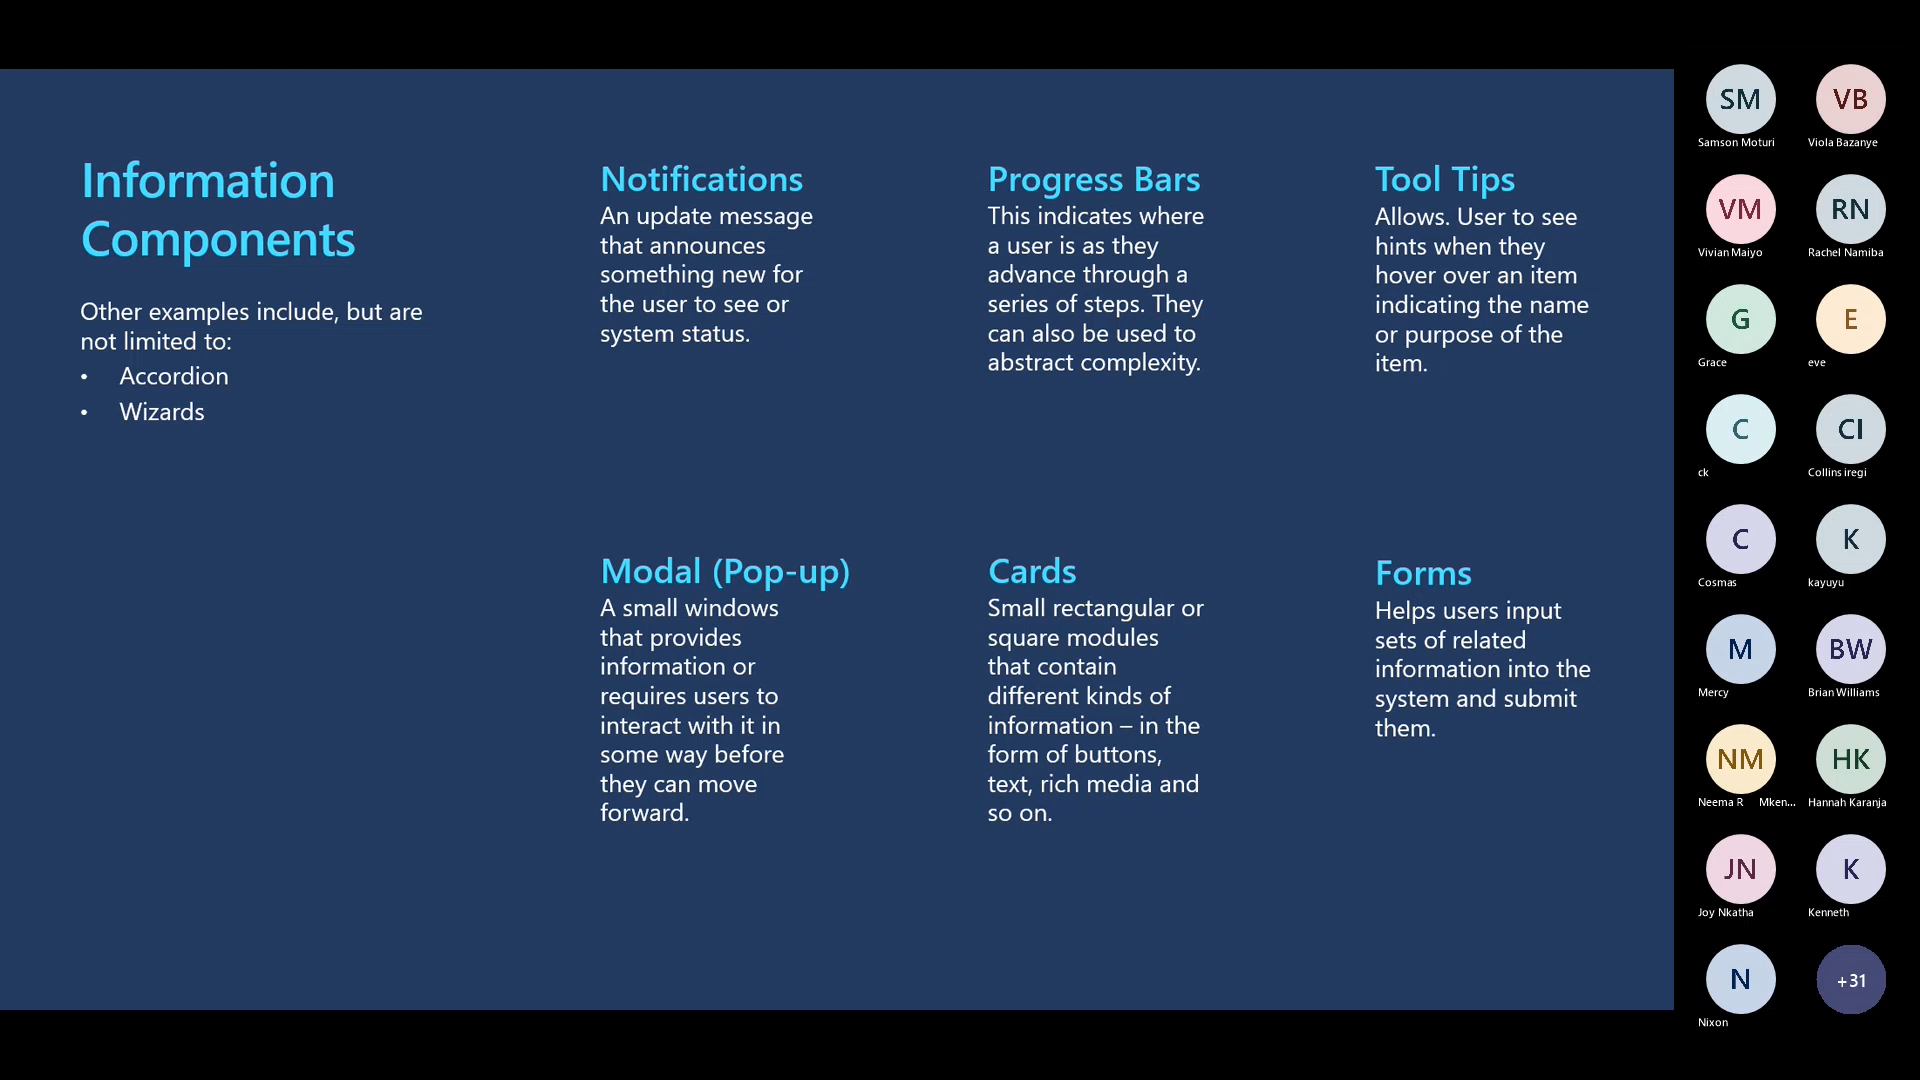 Information
Components
Other examples include, but are
not limited to:
• Accordion
• Wizards
Notifications
An update message
that announces
something new for
the user to see or
system status.
Progress Bars
This indicates where
a user is as they
advance through a
series of steps. They
can also be used to
abstract complexity.
Tool Tips
Allows. User to see
hints when they
hover over an item
indicating the name
or purpose of the
item.
Modal (Pop-up)
A small windows
that provides
information or
requires users to
interact with it in
some way before
they can move
forward.
Cards
Small rectangular or
square modules
that contain
different kinds of
information – in the
form of buttons,
text, rich media and
so on.
Forms
Helps users input
sets of related
information into the
system and submit
them.
SM
Samson Moturi
VB
Viola Bazanye
VM
Vivian Maiyo
RN
Rachel Namiba
G
Grace
E
eve
C
ck
CI
Collins iregi
C
Cosmas
K
kayuyu
M
Mercy
BW
Brian Williams
NM
Neema R Mken...
HK
Hannah Karanja
JN
Joy Nkatha
K
Kenneth
N
Nixon
+31